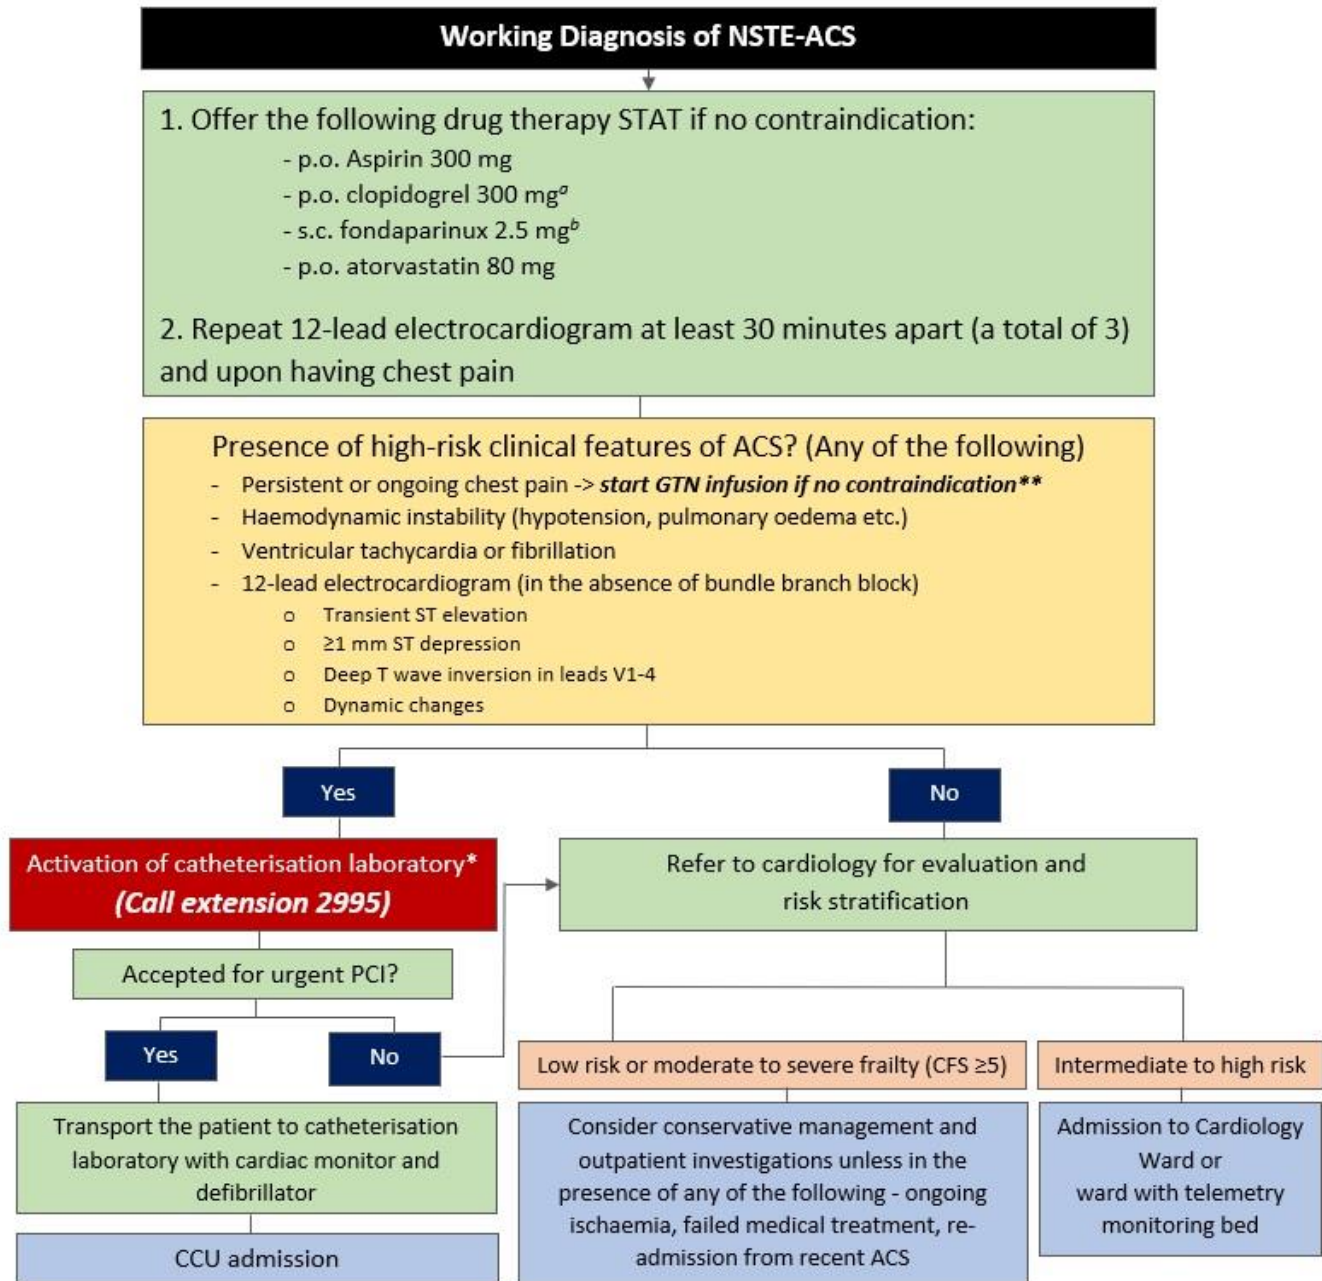 Working Diagnosis of NSTE-ACS
1. Offer the following drug therapy STAT if no contraindication:
- p.o. Aspirin 300 mg
- p.o. clopidogrel 300 mgᵃ
- s.c. fondaparinux 2.5 mgᵇ
- p.o. atorvastatin 80 mg
2. Repeat 12-lead electrocardiogram at least 30 minutes apart (a total of 3)
and upon having chest pain
Presence of high-risk clinical features of ACS? (Any of the following)
- Persistent or ongoing chest pain -> start GTN infusion if no contraindication**
- Haemodynamic instability (hypotension, pulmonary oedema etc.)
- Ventricular tachycardia or fibrillation
- 12-lead electrocardiogram (in the absence of bundle branch block)
o Transient ST elevation
o ≥1 mm ST depression
o Deep T wave inversion in leads V1-4
o Dynamic changes
Yes
No
Activation of catheterisation laboratory*
(Call extension 2995)
Refer to cardiology for evaluation and
risk stratification
Accepted for urgent PCI?
Yes
No
Low risk or moderate to severe frailty (CFS ≥5)
Intermediate to high risk
Transport the patient to catheterisation
laboratory with cardiac monitor and
defibrillator
CCU admission
Consider conservative management and
outpatient investigations unless in the
presence of any of the following - ongoing
ischaemia, failed medical treatment, re-
admission from recent ACS
Admission to Cardiology
Ward or
ward with telemetry
monitoring bed